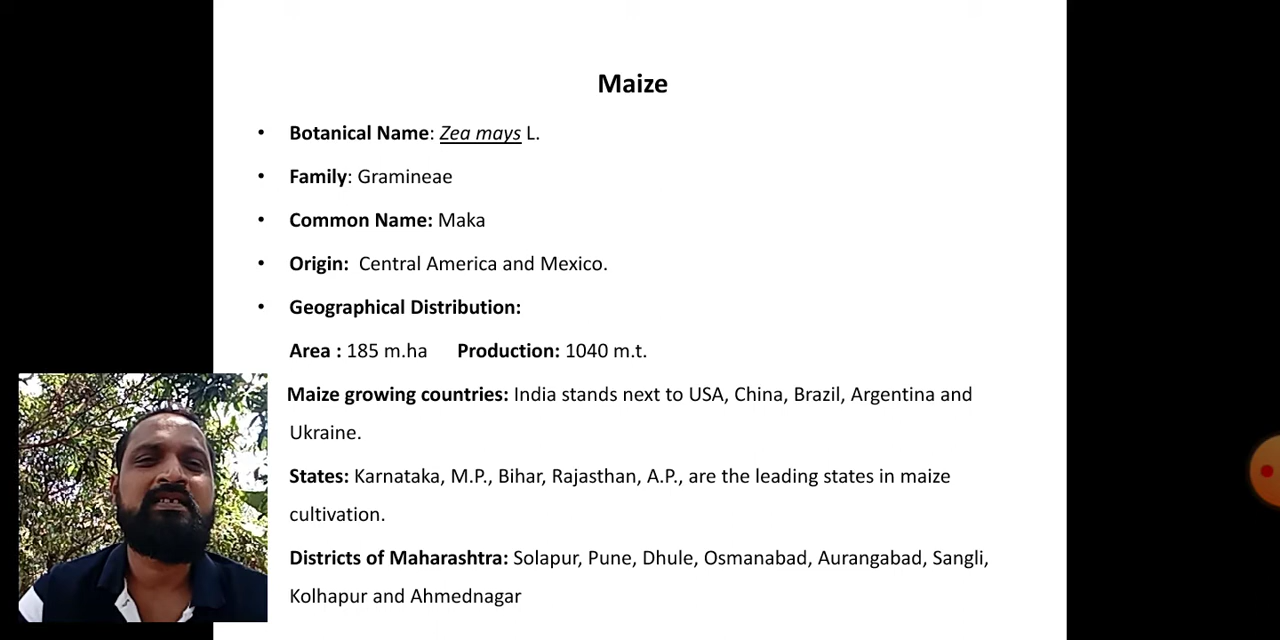 Maize
• Botanical Name: Zea mays L.
• Family: Gramineae
• Common Name: Maka
• Origin: Central America and Mexico.
• Geographical Distribution:
Area : 185 m.ha Production: 1040 m.t.
Maize growing countries: India stands next to USA, China, Brazil, Argentina and
Ukraine.
States: Karnataka, M.P., Bihar, Rajasthan, A.P., are the leading states in maize
cultivation.
Districts of Maharashtra: Solapur, Pune, Dhule, Osmanabad, Aurangabad, Sangli,
Kolhapur and Ahmednagar